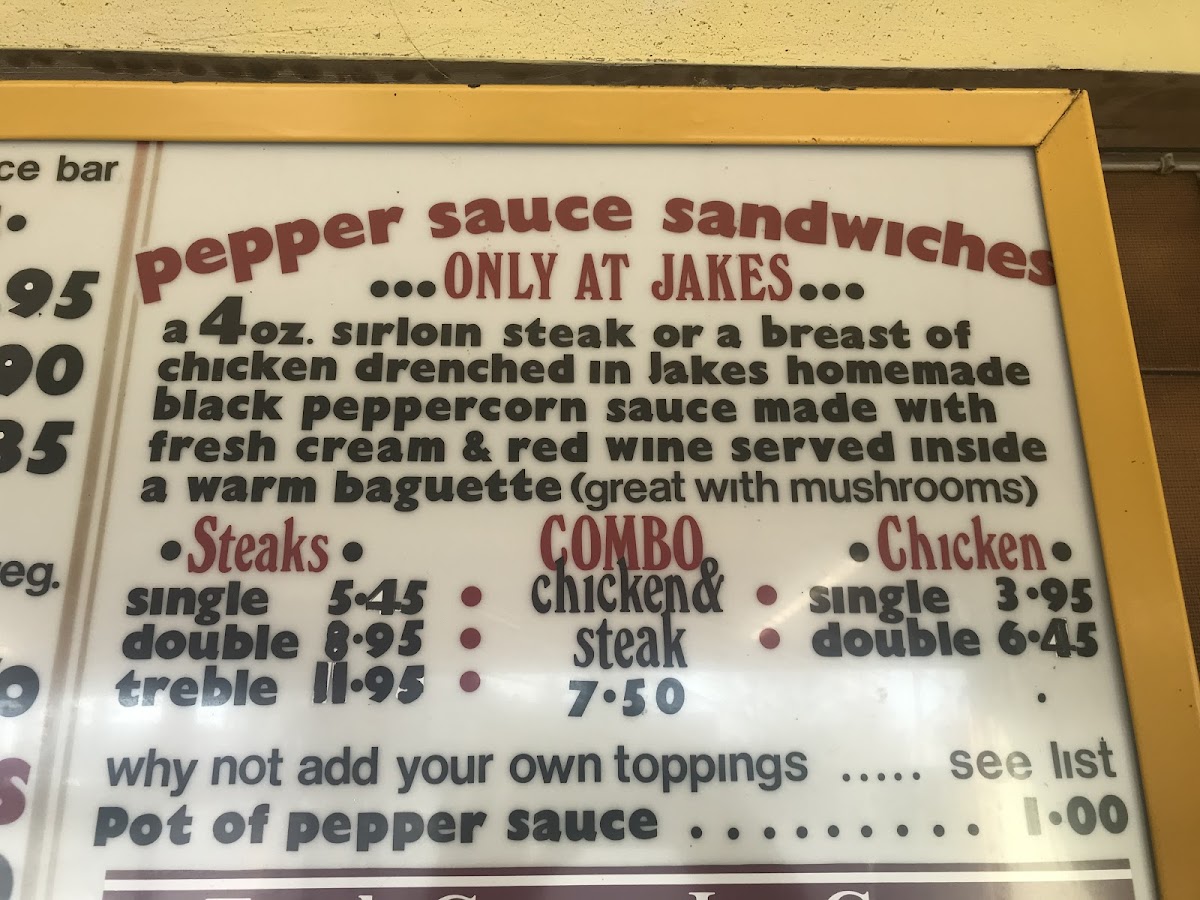 ce bar
.95
90
35
eg.
pepper sauce sandwiches
...ONLY AT JAKES...
a 4oz. sirloin steak or a breast of
chicken drenched in Jakes homemade
black peppercorn sauce made with
fresh cream & red wine served inside
a warm baguette (great with mushrooms)
• Steaks •
single 5·45
double 8·95
treble 11·95
COMBO
chicken&
steak
7·50
• Chicken •
single 3·95
double 6·45
why not add your own toppings ..... see list
Pot of pepper sauce .......... 1·00